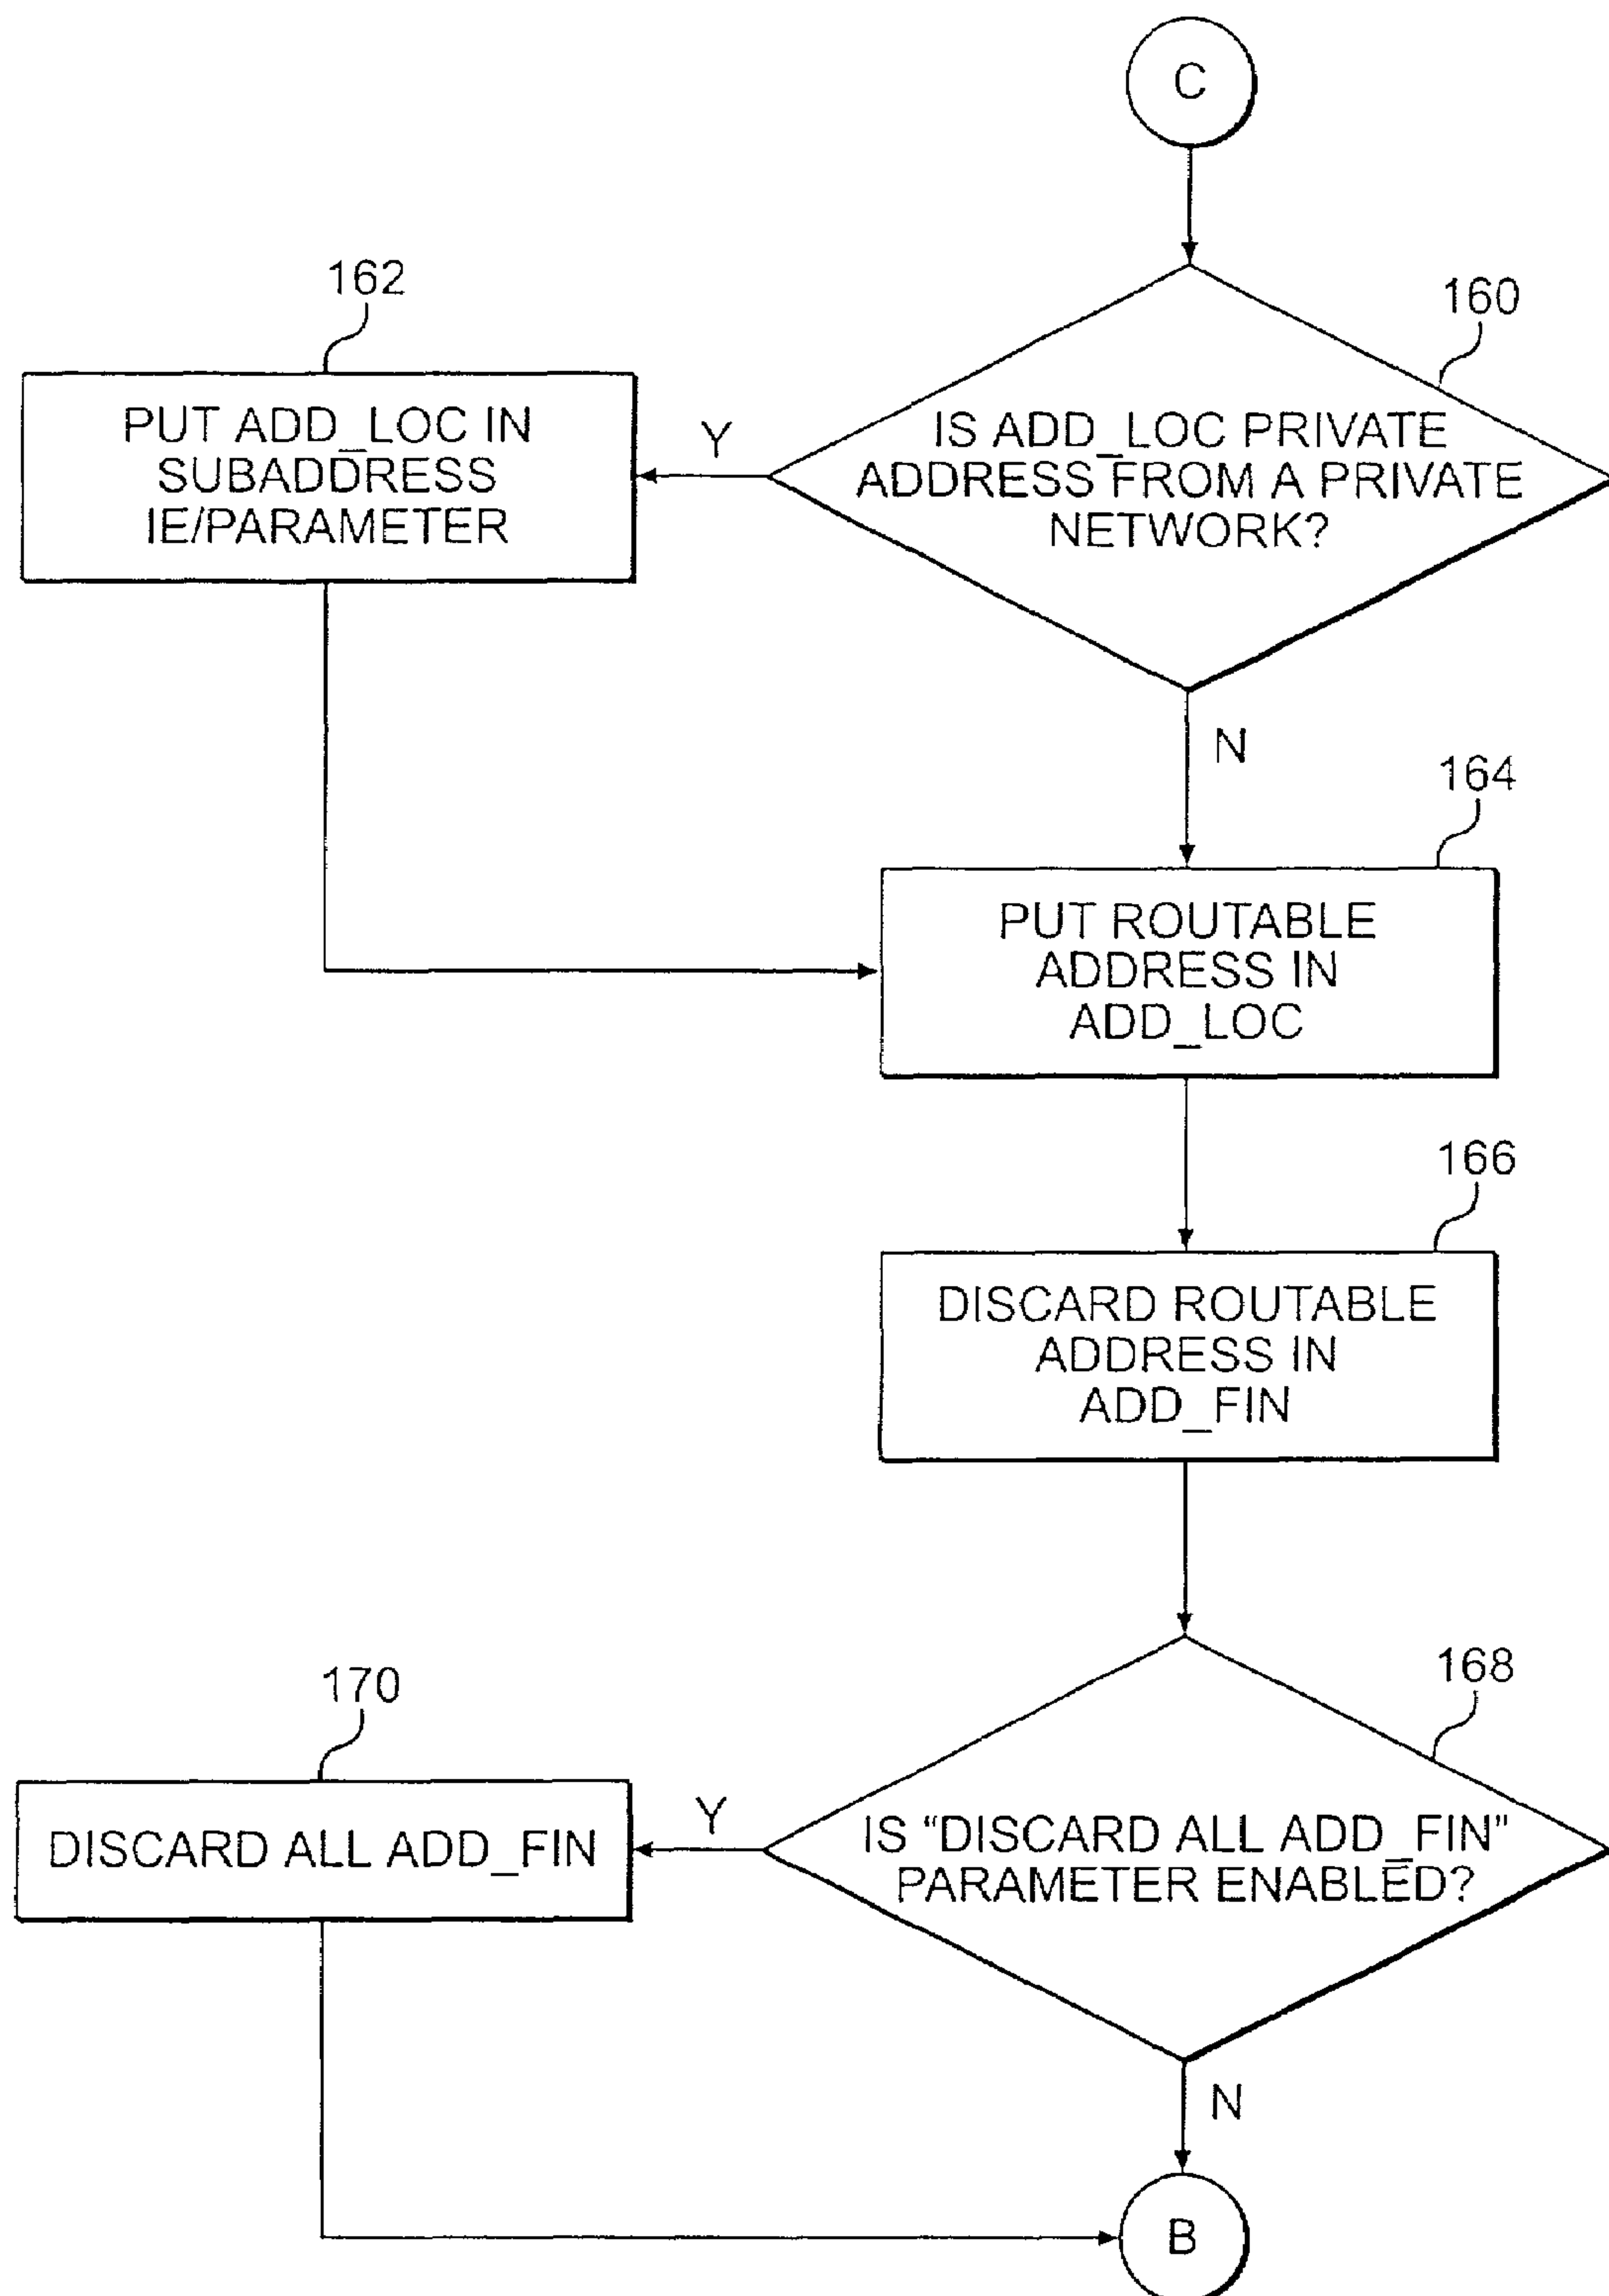 C
160
IS ADD_LOC PRIVATE
ADDRESS FROM A PRIVATE
NETWORK?
Y
162
PUT ADD_LOC IN
SUBADDRESS
IE/PARAMETER
N
164
PUT ROUTABLE
ADDRESS IN
ADD_LOC
166
DISCARD ROUTABLE
ADDRESS IN
ADD_FIN
168
IS “DISCARD ALL ADD_FIN”
PARAMETER ENABLED?
Y
170
DISCARD ALL ADD_FIN
N
B